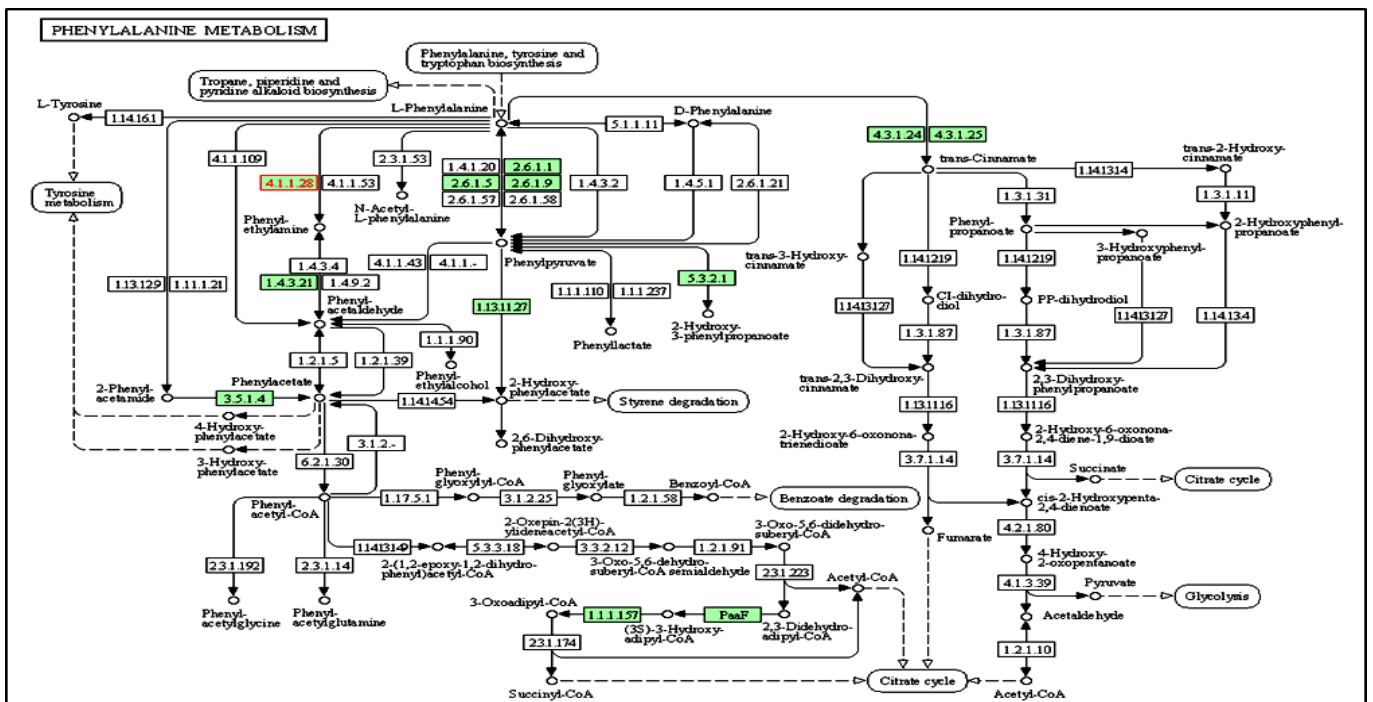 PHENYLALANINE METABOLISM
Phenylalanine, tyrosine and
tryptophan biosynthesis
Tropane, piperidine and
pyridine alkaloid biosynthesis
L-Tyrosine
1.14.16.1
L-Phenylalanine
D-Phenylalanine
5.1.1.11
4.3.1.24
4.3.1.25
trans-Cinnamate
trans-2-Hydroxy-
cinnamate
1.14.13.14
4.1.1.109
2.3.1.53
1.4.1.20
2.6.1.1
4.1.1.28
4.1.1.53
2.6.1.5
2.6.1.9
1.4.3.2
1.4.5.1
2.6.1.21
2.6.1.57
2.6.1.58
1.3.1.31
1.3.1.11
Tyrosine
metabolism
N-Acetyl-
L-phenylalanine
Phenyl-
ethylamine
Phenyl-
propanoate
2-Hydroxyphenyl-
propanoate
3-Hydroxyphenyl-
propanoate
Phenylpyruvate
trans-3-Hydroxy-
cinnamate
1.4.3.4
4.1.1.43
4.1.1.-
1.13.12.9
1.11.1.21
1.4.3.21
1.4.9.2
5.3.2.1
1.14.12.19
1.14.12.19
Phenyl-
acetaldehyde
1.13.11.27
1.1.1.110
1.1.1.237
CI-dihydro-
diol
PP-dihydrodiol
1.14.13.127
1.14.13.127
1.14.13.4
2-Hydroxy-
3-phenylpropanoate
Phenyllactate
1.1.1.90
1.3.1.87
1.3.1.87
1.2.1.5
1.2.1.39
Phenyl-
ethylalcohol
trans-2,3-Dihydroxy-
cinnamate
2,3-Dihydroxy-
phenylpropanoate
2-Phenyl-
acetamide
3.5.1.4
Phenylacetate
1.14.14.54
2-Hydroxy-
phenylacetate
Styrene degradation
1.13.11.16
1.13.11.16
4-Hydroxy-
phenylacetate
3-Hydroxy-
phenylacetate
3.1.2.-
2,6-Dihydroxy-
phenylacetate
2-Hydroxy-6-oxonona-
trienedioate
2-Hydroxy-6-oxonona-
2,4-diene-1,9-dioate
6.2.1.30
3.7.1.14
3.7.1.14
Succinate
Citrate cycle
Phenyl-
acetyl-CoA
1.17.5.1
Phenyl-
glyoxylyl-CoA
3.1.2.25
Phenyl-
glyoxylate
1.2.1.58
Benzoyl-CoA
Benzoate degradation
cis-2-Hydroxypenta-
2,4-dienoate
4.2.1.80
2-Oxepin-2(3H)-
ylideneacetyl-CoA
3-Oxo-5,6-didehydro
suberyl-CoA
Fumarate
1.14.13.149
5.3.3.18
3.3.2.12
1.2.1.91
2-(1,2-epoxy-1,2-dihydro-
phenyl)acetyl-CoA
3-Oxo-5,6-dehydro-
suberyl-CoA semialdehyde
4-Hydroxy-
2-oxopentanoate
2.3.1.192
2.3.1.14
2.3.1.223
Acetyl-CoA
4.1.3.39
Pyruvate
Glycolysis
Phenyl-
acetylglycine
Phenyl-
acetylglutamine
3-Oxoadipyl-CoA
1.1.1.157
PaaF
Acetaldehyde
(3S)-3-Hydroxy-
adipyl-CoA
2,3-Didehydro-
adipyl-CoA
2.3.1.174
1.2.1.10
Succinyl-CoA
Citrate cycle
Acetyl-CoA